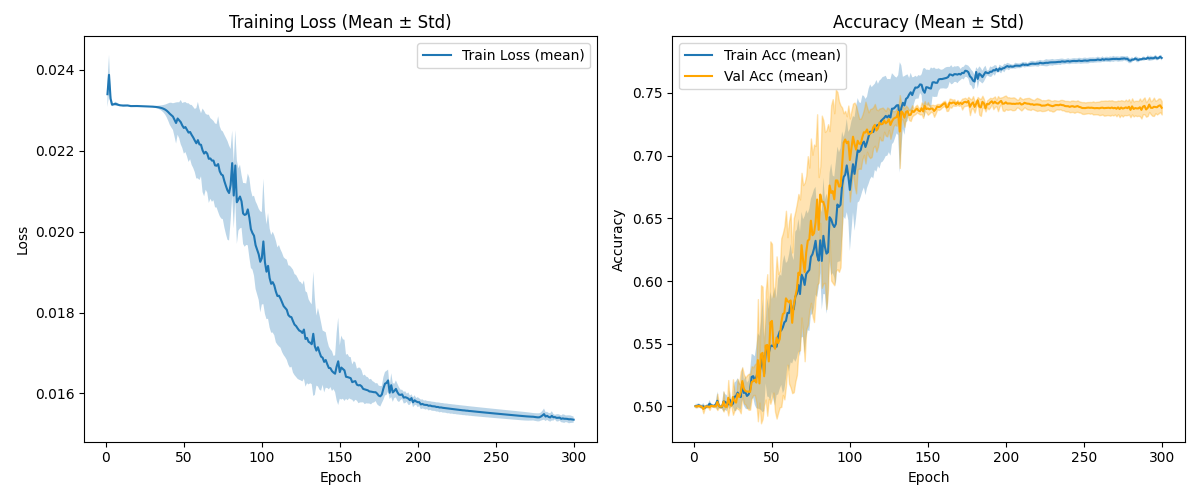 Training Loss (Mean ± Std)
Train Loss (mean)
Loss
0.024
0.022
0.020
0.018
0.016
0 50 100 150 200 250 300
Epoch
Accuracy (Mean ± Std)
Train Acc (mean)
Val Acc (mean)
Accuracy
0.75
0.70
0.65
0.60
0.55
0.50
0 50 100 150 200 250 300
Epoch